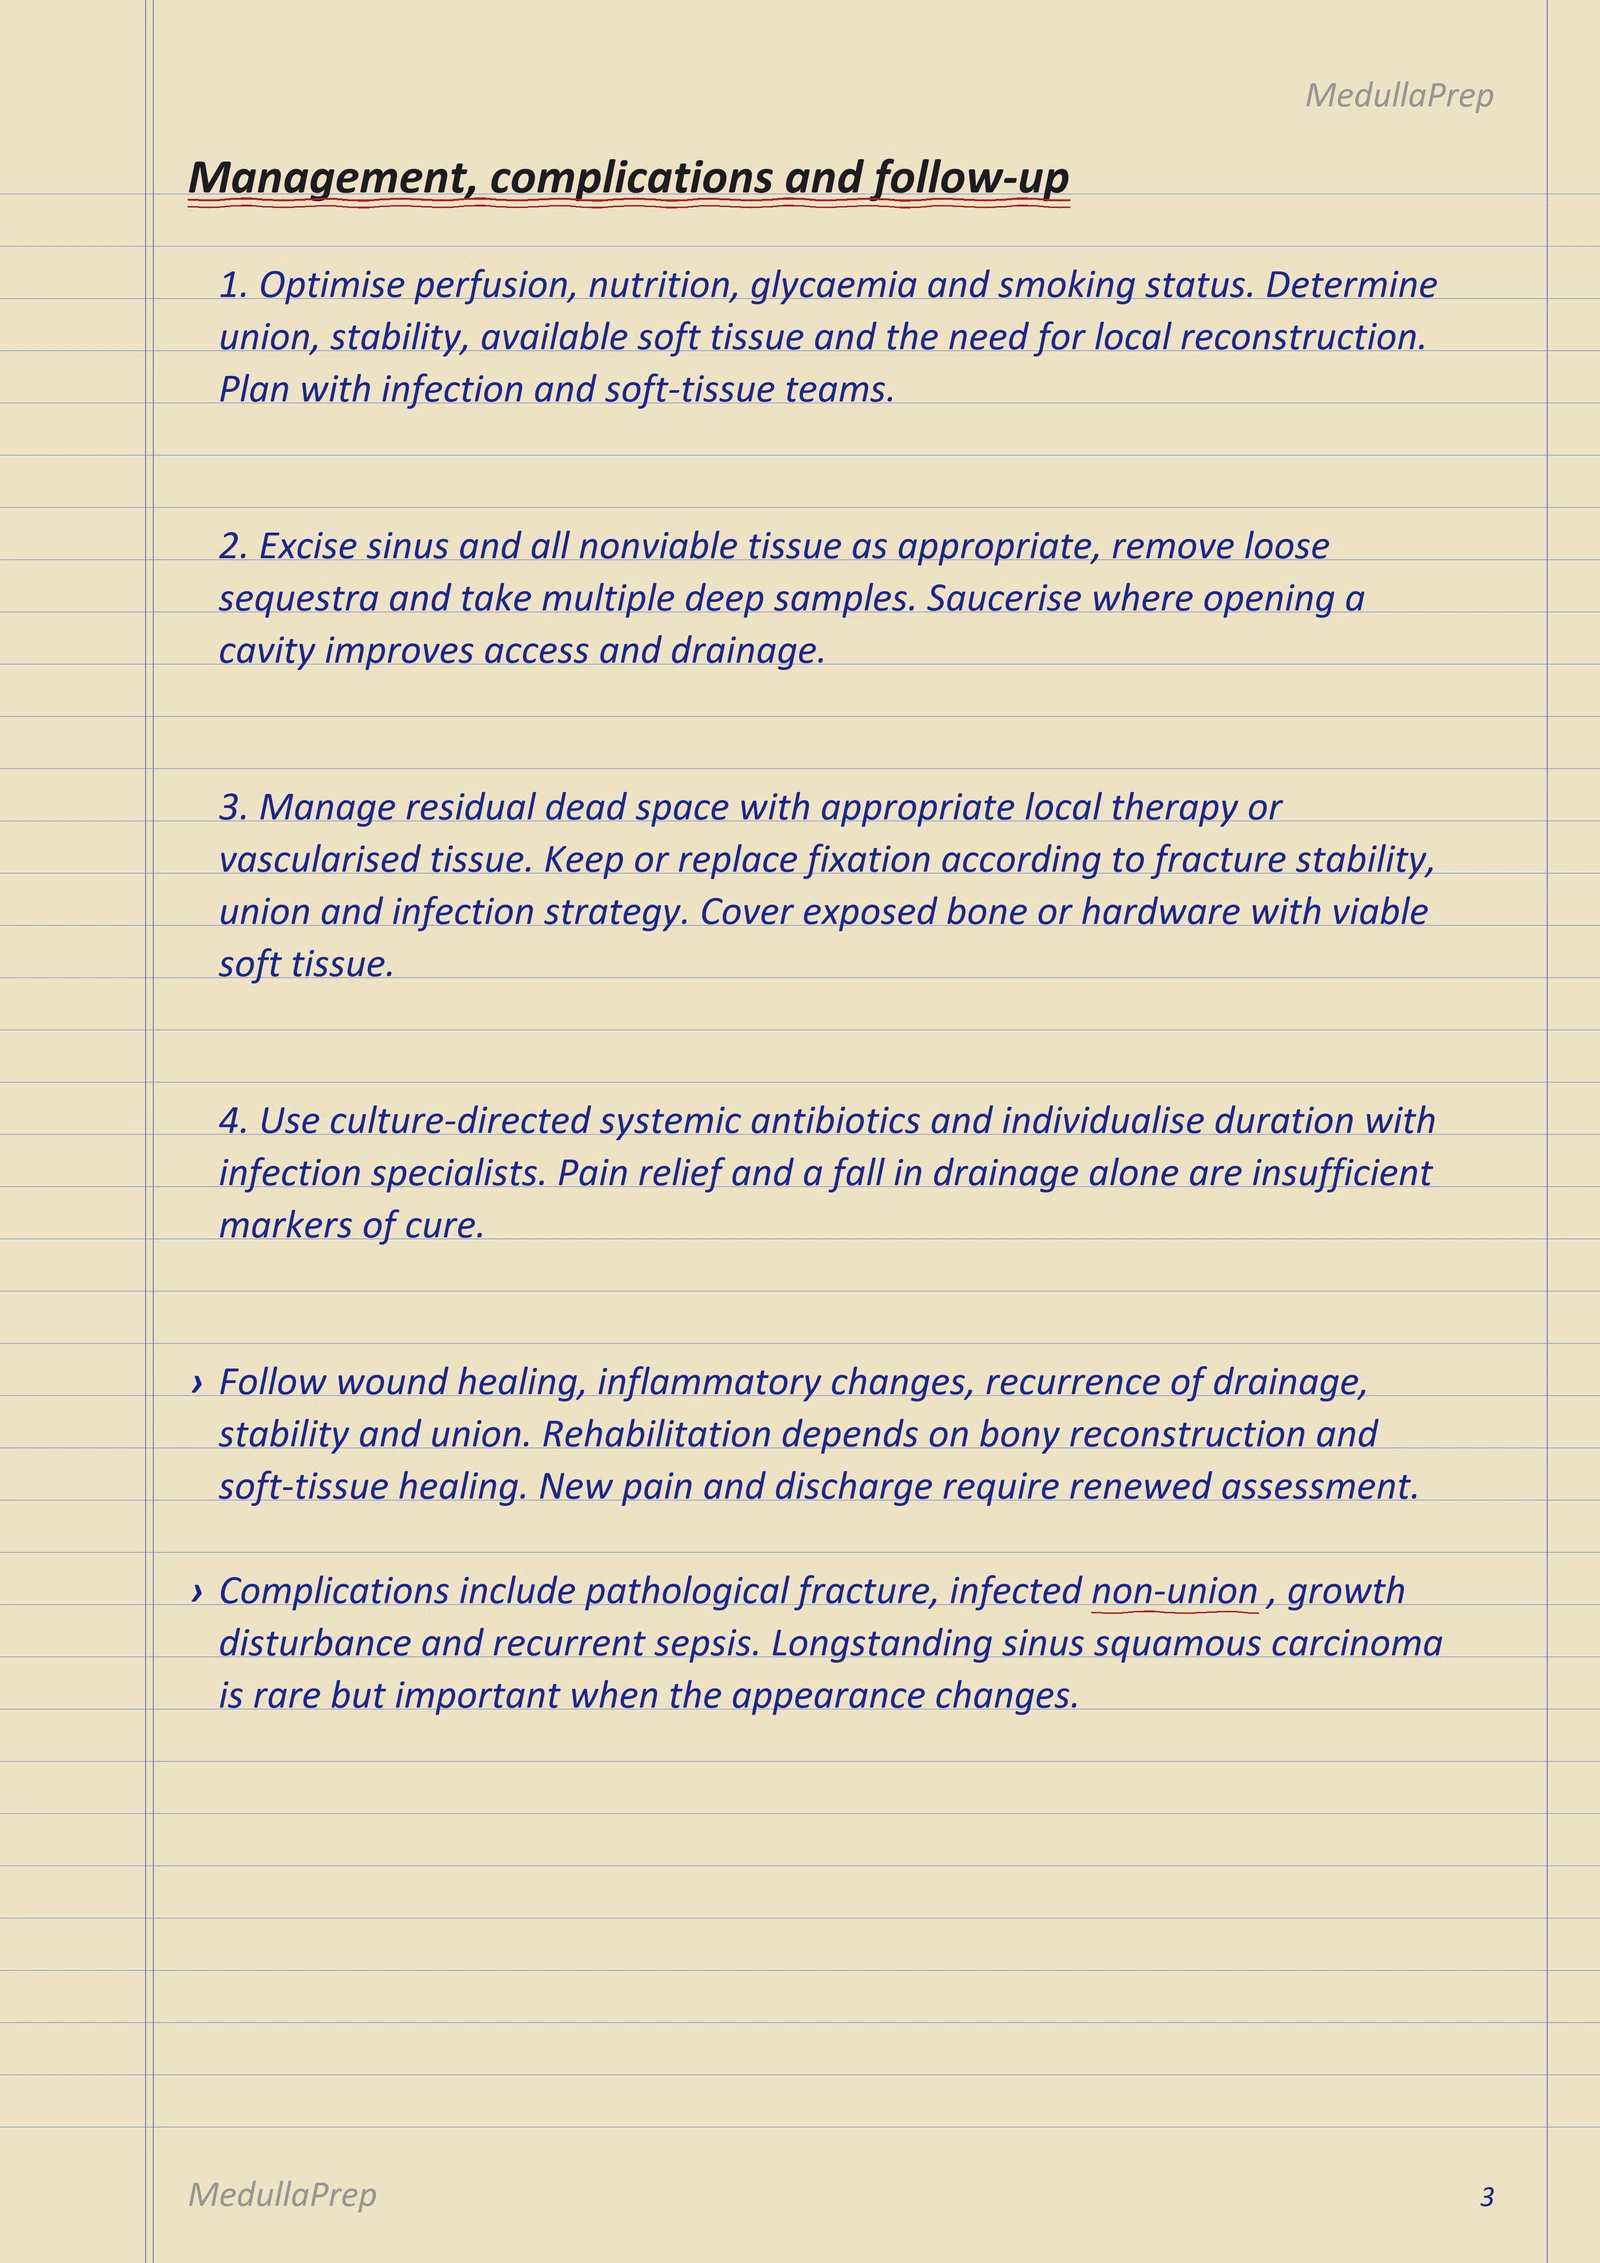 MedullaPrep
Management, complications and follow-up
1. Optimise perfusion, nutrition, glycaemia and smoking status. Determine
union, stability, available soft tissue and the need for local reconstruction.
Plan with infection and soft-tissue teams.
2. Excise sinus and all nonviable tissue as appropriate, remove loose
sequestra and take multiple deep samples. Saucerise where opening a
cavity improves access and drainage.
3. Manage residual dead space with appropriate local therapy or
vascularised tissue. Keep or replace fixation according to fracture stability,
union and infection strategy. Cover exposed bone or hardware with viable
soft tissue.
4. Use culture-directed systemic antibiotics and individualise duration with
infection specialists. Pain relief and a fall in drainage alone are insufficient
markers of cure.
› Follow wound healing, inflammatory changes, recurrence of drainage,
stability and union. Rehabilitation depends on bony reconstruction and
soft-tissue healing. New pain and discharge require renewed assessment.
› Complications include pathological fracture, infected non-union , growth
disturbance and recurrent sepsis. Longstanding sinus squamous carcinoma
is rare but important when the appearance changes.
MedullaPrep
3